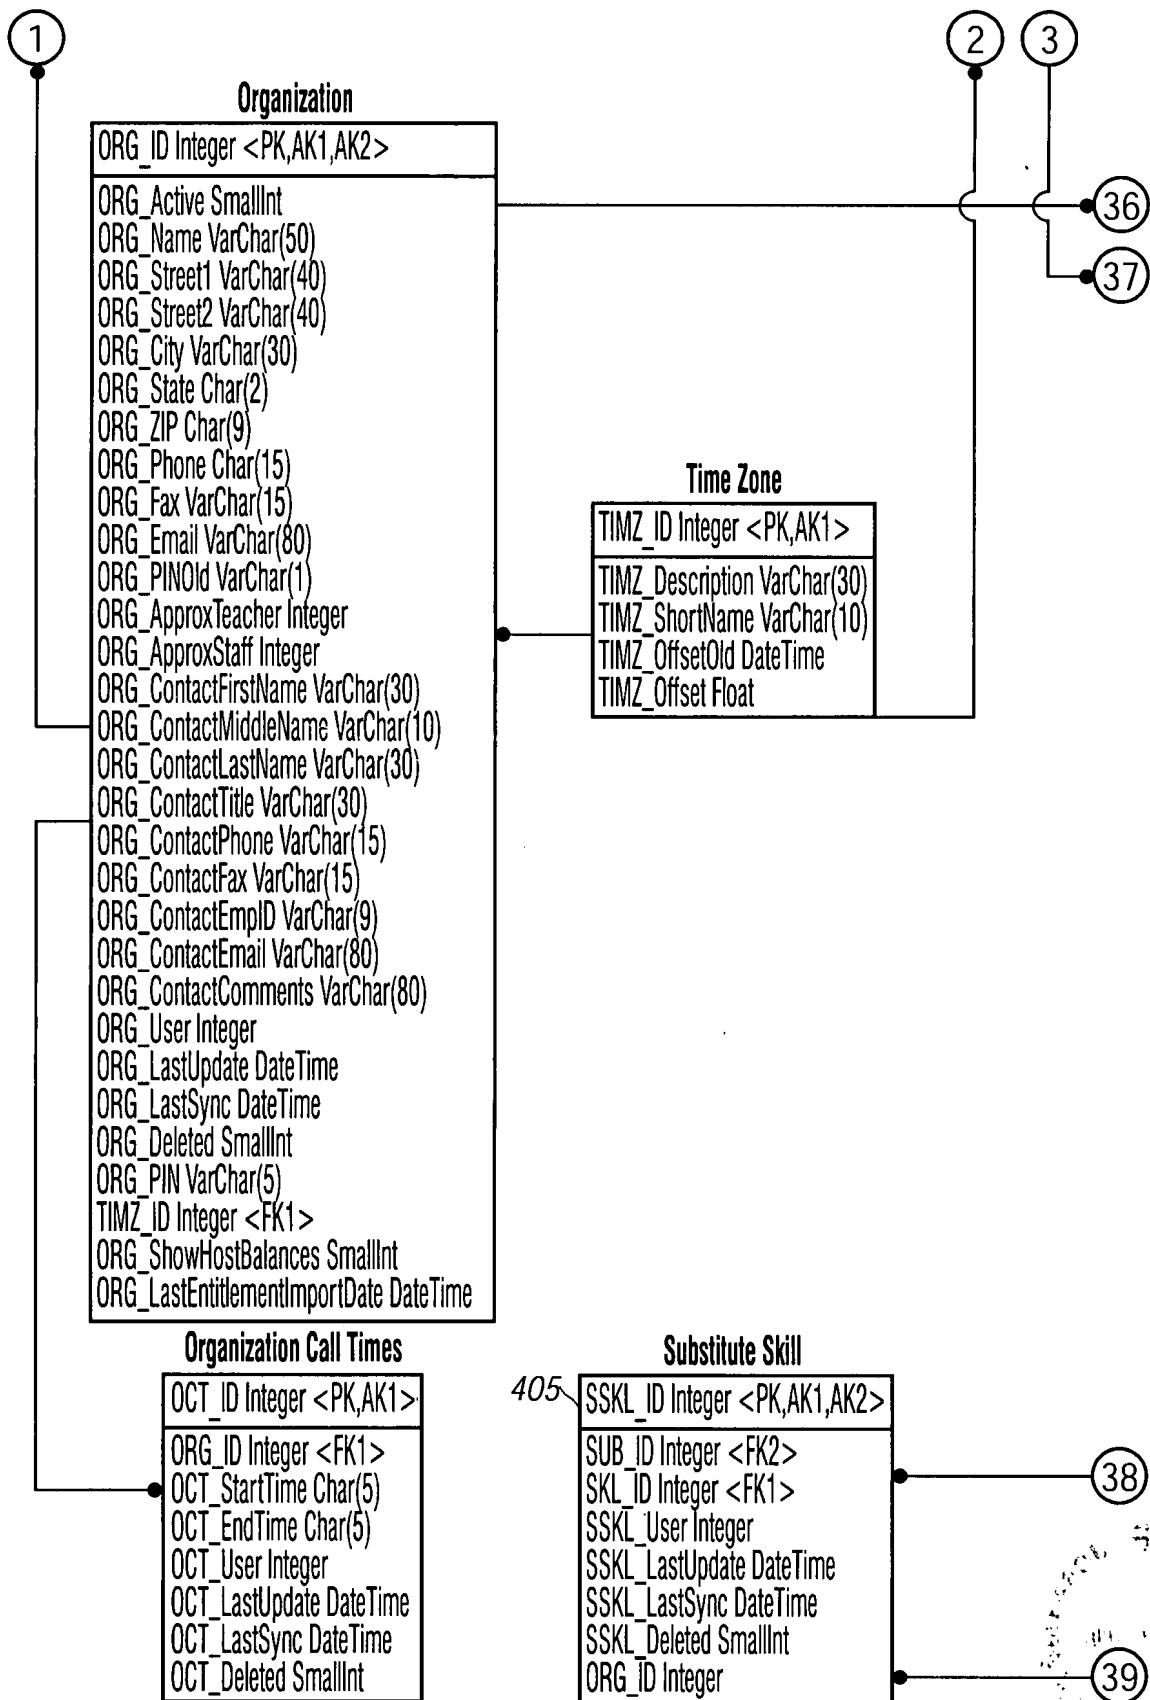 1
2
3
Organization
ORG_ID Integer <PK,AK1,AK2>
ORG_Active SmallInt
ORG_Name VarChar(50)
ORG_Street1 VarChar(40)
ORG_Street2 VarChar(40)
ORG_City VarChar(30)
ORG_State Char(2)
ORG_ZIP Char(9)
ORG_Phone Char(15)
ORG_Fax VarChar(15)
ORG_Email VarChar(80)
ORG_PINOld VarChar(1)
ORG_ApproxTeacher Integer
ORG_ApproxStaff Integer
ORG_ContactFirstName VarChar(30)
ORG_ContactMiddleName VarChar(10)
ORG_ContactLastName VarChar(30)
ORG_ContactTitle VarChar(30)
ORG_ContactPhone VarChar(15)
ORG_ContactFax VarChar(15)
ORG_ContactEmpID VarChar(9)
ORG_ContactEmail VarChar(80)
ORG_ContactComments VarChar(80)
ORG_User Integer
ORG_LastUpdate DateTime
ORG_LastSync DateTime
ORG_Deleted SmallInt
ORG_PIN VarChar(5)
TIMZ_ID Integer <FK1>
ORG_ShowHostBalances SmallInt
ORG_LastEntitlementImportDate DateTime
36
37
Time Zone
TIMZ_ID Integer <PK,AK1>
TIMZ_Description VarChar(30)
TIMZ_ShortName VarChar(10)
TIMZ_OffsetOld DateTime
TIMZ_Offset Float
Organization Call Times
OCT_ID Integer <PK,AK1>
ORG_ID Integer <FK1>
OCT_StartTime Char(5)
OCT_EndTime Char(5)
OCT_User Integer
OCT_LastUpdate DateTime
OCT_LastSync DateTime
OCT_Deleted SmallInt
Substitute Skill
405
SSKL_ID Integer <PK,AK1,AK2>
SUB_ID Integer <FK2>
SKL_ID Integer <FK1>
SSKL_User Integer
SSKL_LastUpdate DateTime
SSKL_LastSync DateTime
SSKL_Deleted SmallInt
ORG_ID Integer
38
39